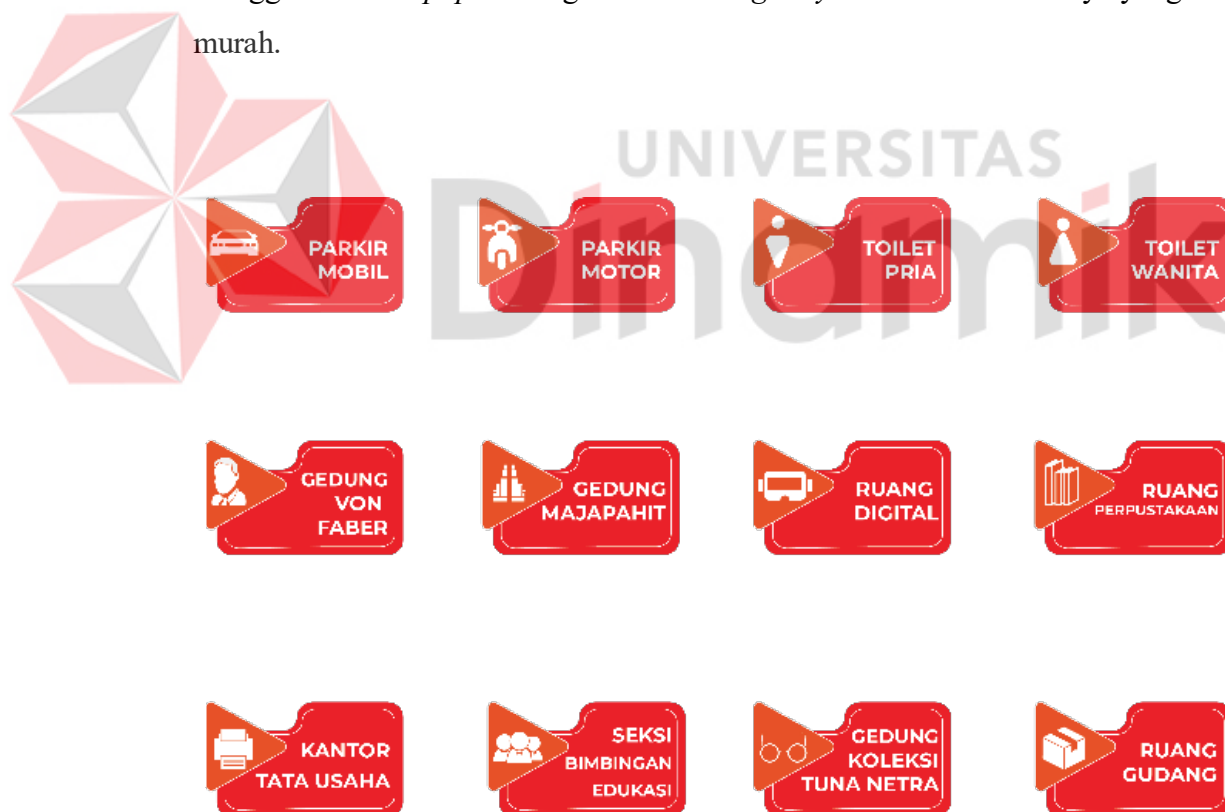 murah.
UNIVERSITAS
Dinamik
PARKIR
MOBIL
PARKIR
MOTOR
TOILET
PRIA
TOILET
WANITA
GEDUNG
VON
FABER
GEDUNG
MAJAPAHIT
RUANG
DIGITAL
RUANG
PERPUSTAKAAN
KANTOR
TATA USAHA
SEKSI
BIMBINGAN
EDUKASI
GEDUNG
KOLEKSI
TUNA NETRA
RUANG
GUDANG